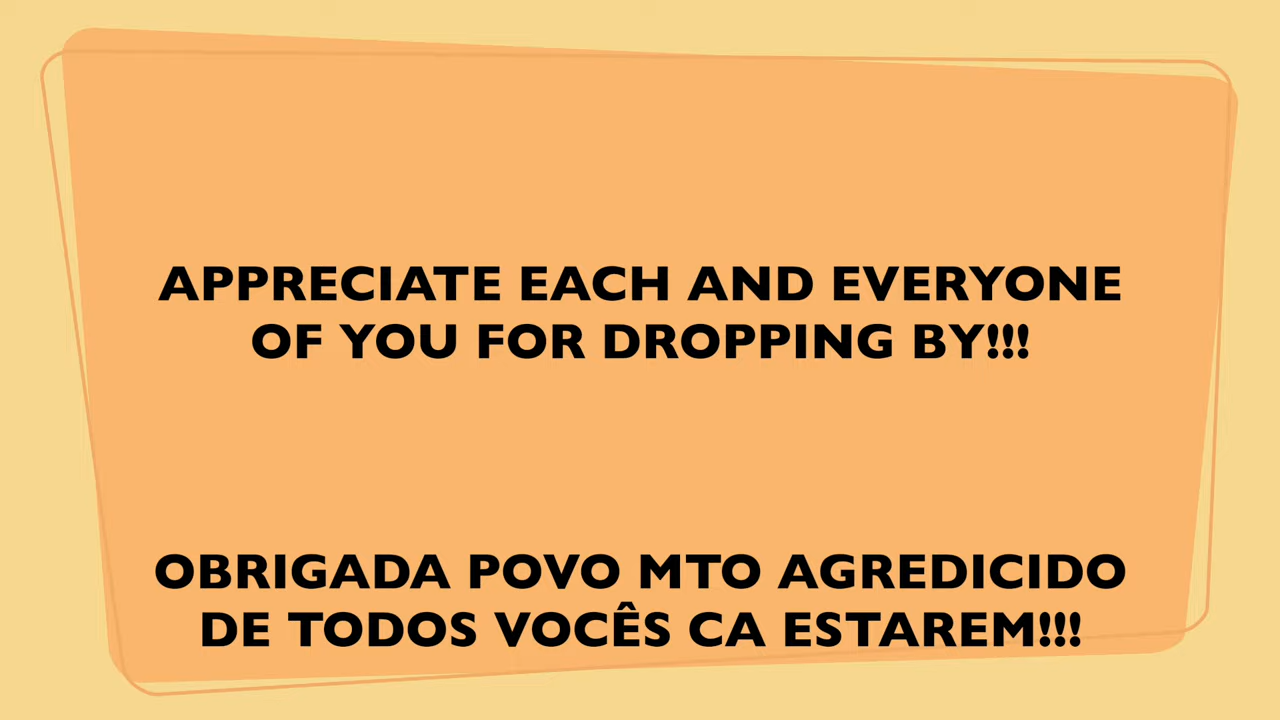 APPRECIATE EACH AND EVERYONE
OF YOU FOR DROPPING BY!!!
OBRIGADA POVO MTO AGREDICIDO
DE TODOS VOCÊS CA ESTAREM!!!